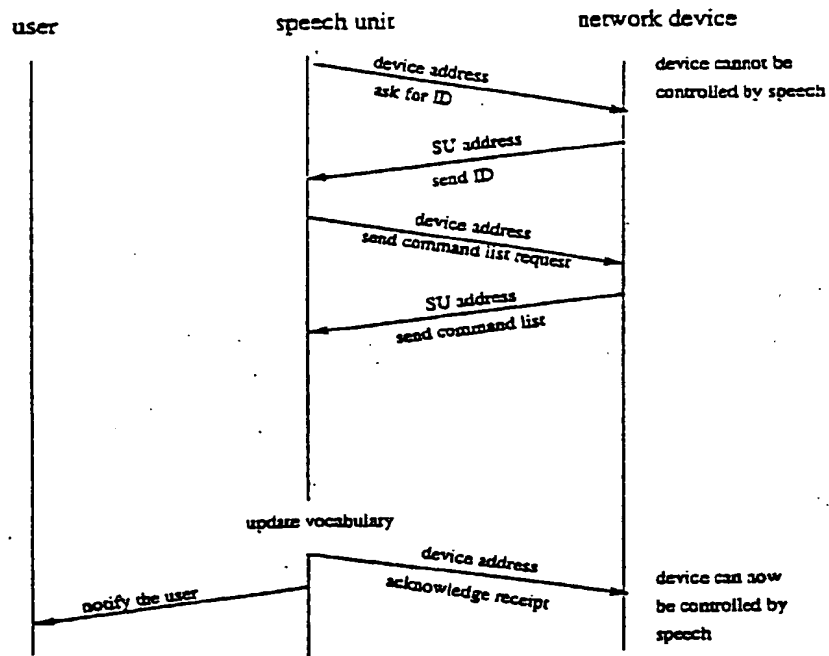 user
speech unit
network device
device address
ask for ID
device cannot be
controlled by speech
SU address
send ID
device address
send command list request
SU address
send command list
update vocabulary
device address
acknowledge receipt
notify the user
device can now
be controlled by
speech